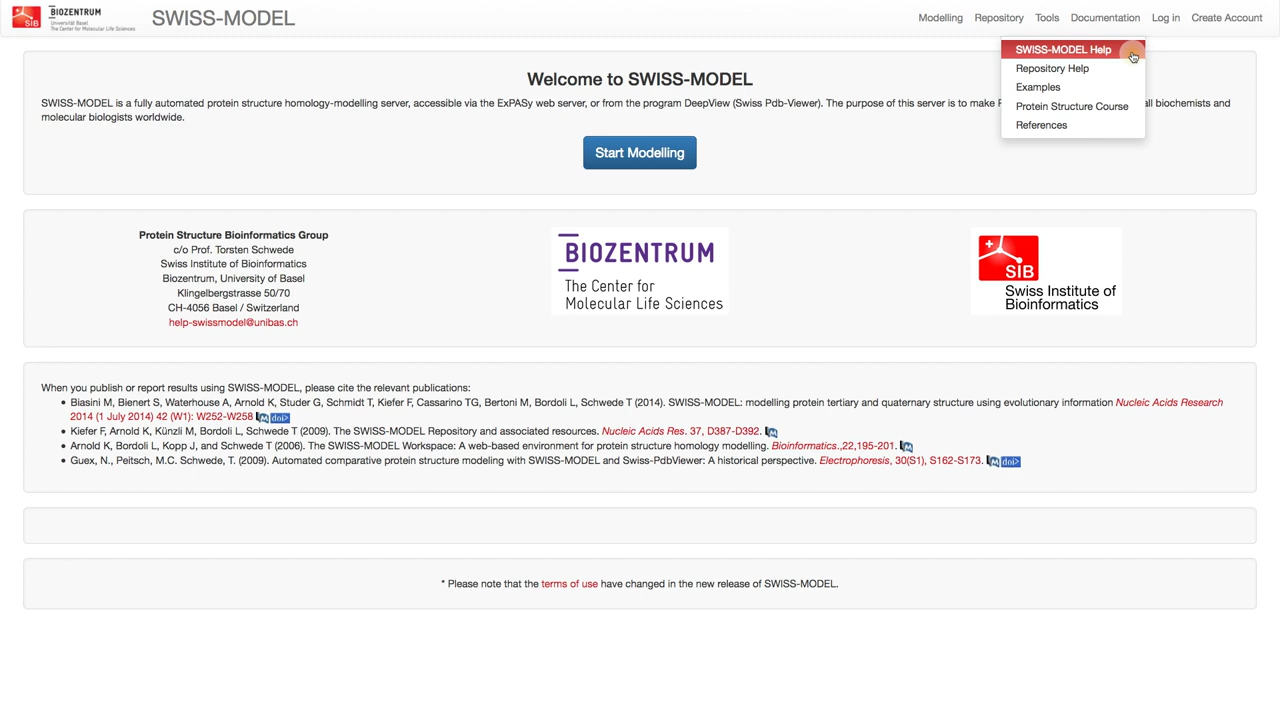 SIB
BIOZENTRUM
Universität Basel
The Center for Molecular Life Sciences
SWISS-MODEL
Modelling Repository Tools Documentation Log in Create Account
SWISS-MODEL Help
Repository Help
Examples
Protein Structure Course
References
Welcome to SWISS-MODEL
SWISS-MODEL is a fully automated protein structure homology-modelling server, accessible via the ExPASy web server, or from the program DeepView (Swiss Pdb-Viewer). The purpose of this server is to make all biochemists and
molecular biologists worldwide.
Start Modelling
Protein Structure Bioinformatics Group
c/o Prof. Torsten Schwede
Swiss Institute of Bioinformatics
Biozentrum, University of Basel
Klingelbergstrasse 50/70
CH-4056 Basel / Switzerland
help-swissmodel@unibas.ch
BIOZENTRUM
The Center for
Molecular Life Sciences
SIB
Swiss Institute of
Bioinformatics
When you publish or report results using SWISS-MODEL, please cite the relevant publications:
• Biasini M, Bienert S, Waterhouse A, Arnold K, Studer G, Schmidt T, Kiefer F, Cassarino TG, Bertoni M, Bordoli L, Schwede T (2014). SWISS-MODEL: modelling protein tertiary and quaternary structure using evolutionary information Nucleic Acids Research
2014 (1 July 2014) 42 (W1): W252-W258 doi>
• Kiefer F, Arnold K, Künzli M, Bordoli L, Schwede T (2009). The SWISS-MODEL Repository and associated resources. Nucleic Acids Res. 37, D387-D392.
• Arnold K, Bordoli L, Kopp J, and Schwede T (2006). The SWISS-MODEL Workspace: A web-based environment for protein structure homology modelling. Bioinformatics.,22,195-201.
• Guex, N., Peitsch, M.C. Schwede, T. (2009). Automated comparative protein structure modeling with SWISS-MODEL and Swiss-PdbViewer: A historical perspective. Electrophoresis, 30(S1), S162-S173. doi>
* Please note that the terms of use have changed in the new release of SWISS-MODEL.